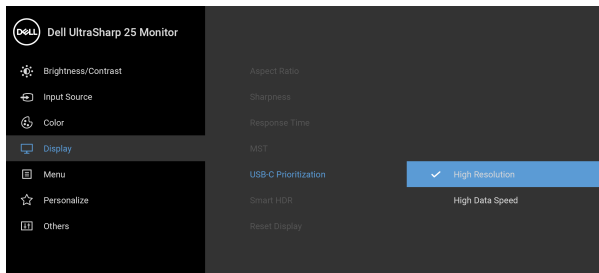 DELL Dell UltraSharp 25 Monitor
Brightness/Contrast
Input Source
Color
Display
Menu
Personalize
Others
Aspect Ratio
Sharpness
Response Time
MST
USB-C Prioritization
Smart HDR
Reset Display
High Resolution
High Data Speed